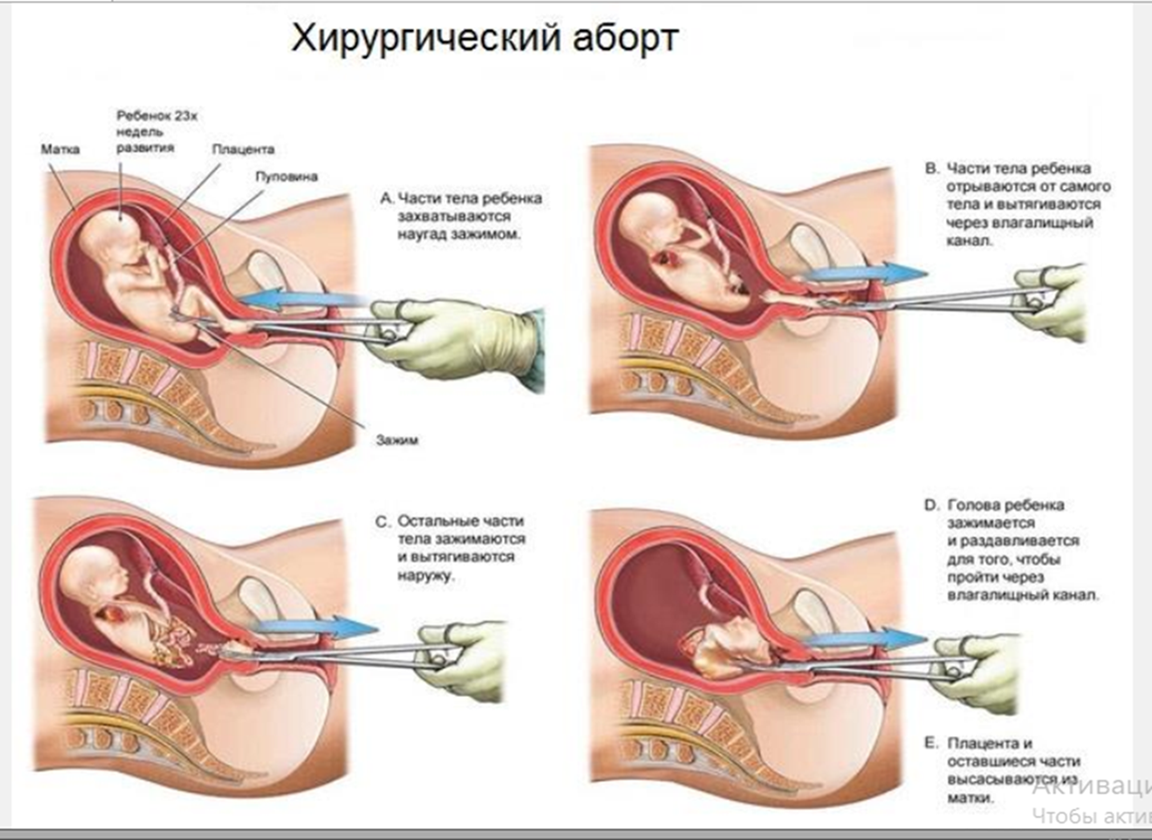 Хирургический аборт
Ребенок 23х
недель
развития
Матка
Плацента
Пуповина
А. Части тела ребенка
захватываются
наугад зажимом.
Зажим
B. Части тела ребенка
отрываются от самого
тела и вытягиваются
через влагалищный
канал.
C. Остальные части
тела зажимаются
и вытягиваются
наружу.
D. Голова ребенка
зажимается
и раздавливается
для того, чтобы
пройти через
влагалищный канал.
E. Плацента и
оставшиеся части
высасываются из
матки.
Активаци
Чтобы акти